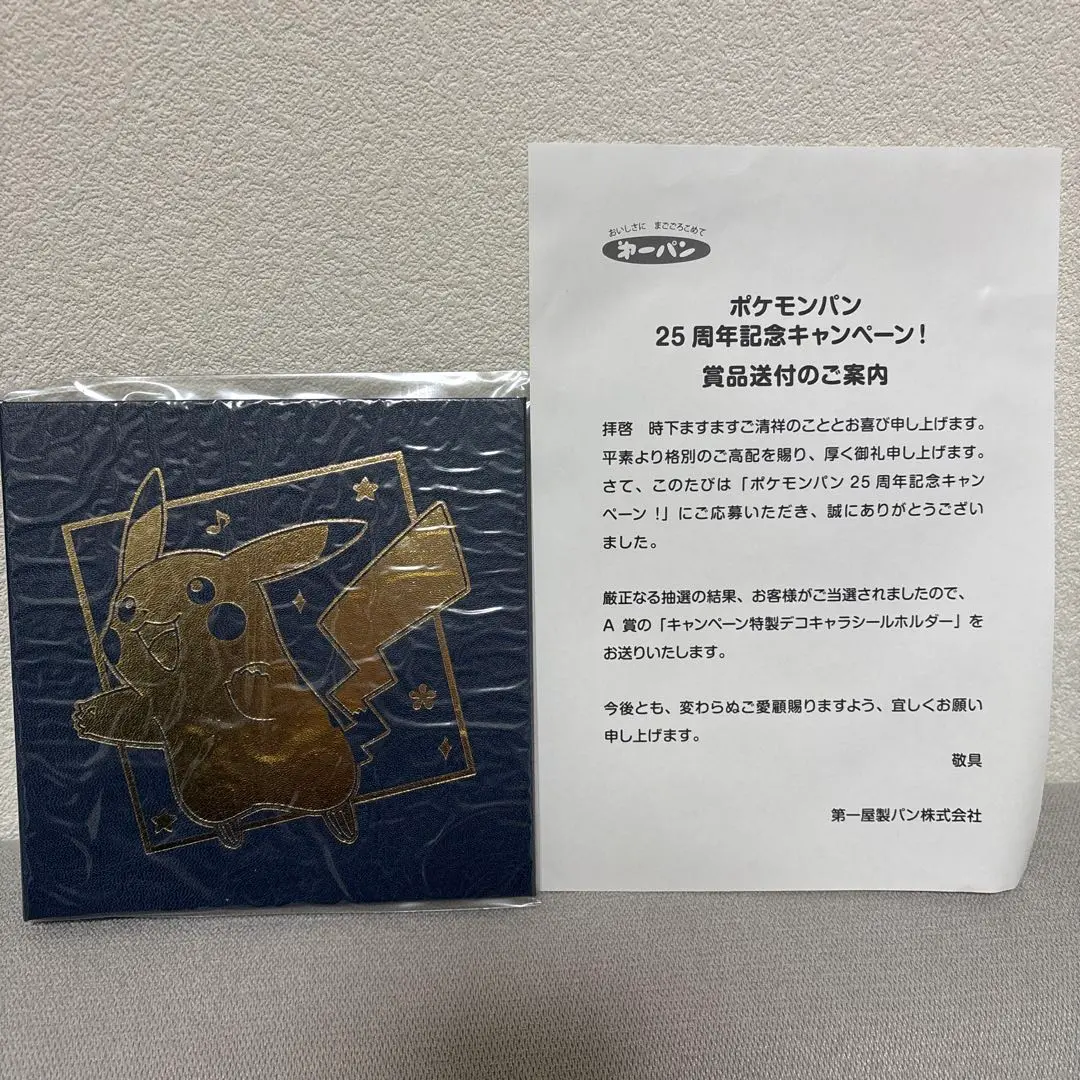 おいしさに まごころこめて
第一パン
ポケモンパン
25周年記念キャンペーン！
賞品送付のご案内
拝啓　時下ますますご清祥のこととお喜び申し上げます。
平素より格別のご高配を賜り、厚く御礼申し上げます。
さて、このたびは「ポケモンパン25周年記念キャン
ペーン！」にご応募いただき、誠にありがとうござい
ました。
厳正なる抽選の結果、お客様がご当選されましたので、
A賞の「キャンペーン特製デコキャラシールホルダー」を
お送りいたします。
今後とも、変わらぬご愛顧賜りますよう、宜しくお願い
申し上げます。
敬具
第一屋製パン株式会社